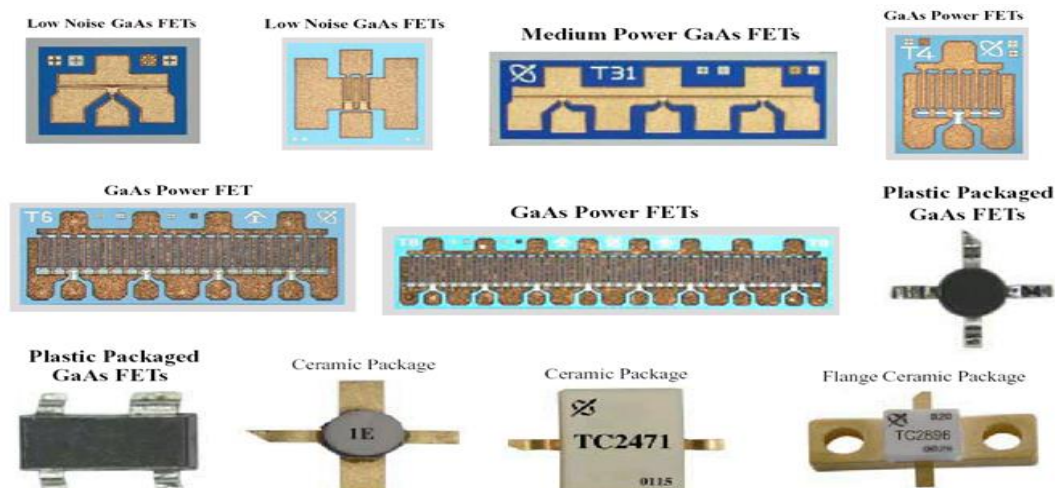 Low Noise GaAs FETs
Low Noise GaAs FETs
Medium Power GaAs FETs
GaAs Power FETs
T31
T4
GaAs Power FET
GaAs Power FETs
Plastic Packaged
GaAs FETs
T6
T8
T8
Plastic Packaged
GaAs FETs
Ceramic Package
Ceramic Package
Flange Ceramic Package
1E
TC2471
0115
TC2896